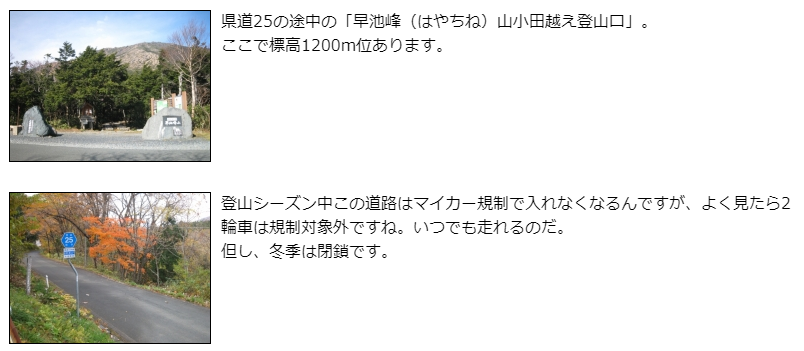 県道25の途中の「早池峰（はやちね）山小田越え登山口」。
ここで標高1200m位あります。
25
登山シーズン中この道路はマイカー規制で入れなくなるんですが、よく見たら2
輪車は規制対象外ですね。いつでも走れるのだ。
但し、冬季は閉鎖です。